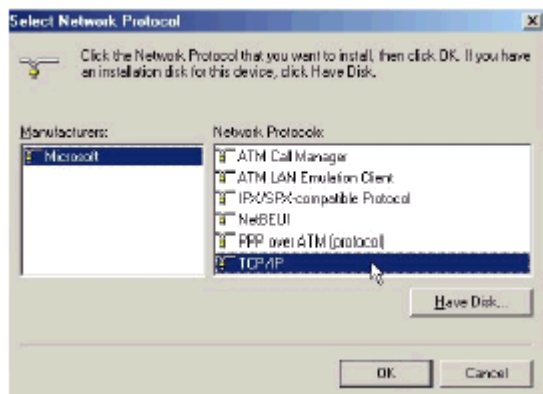 Select Network Protocol
Click the Network Protocol that you want to install, then click OK. If you have
an installation disk for this device, click Have Disk.
Manufacturers:
Microsoft
Network Protocols:
ATM Call Manager
ATM LAN Emulation Client
IPX/SPX-compatible Protocol
NetBEUI
PPP over ATM (protocol)
TCP/IP
Have Disk...
OK
Cancel